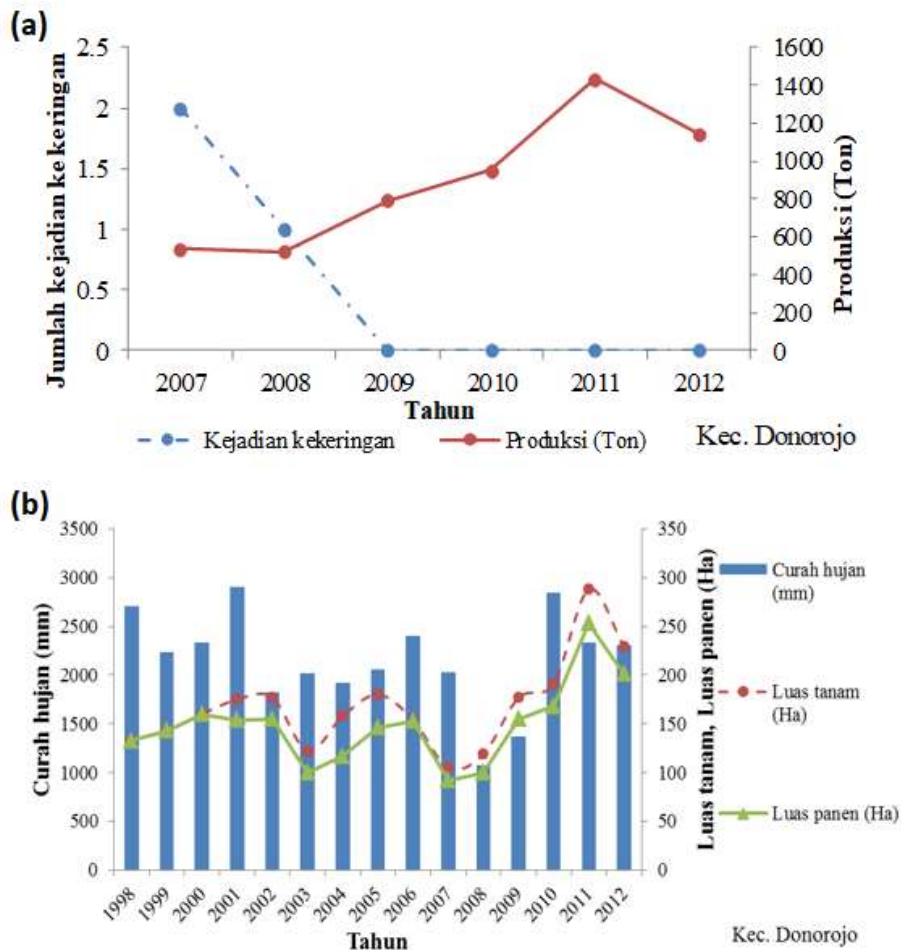 (a)
Jumlah kejadian kekeringan
2.5
2
1.5
1
0.5
0
1600
1400
1200
1000
800
600
400
200
0
Produksi (Ton)
2007 2008 2009 2010 2011 2012
Tahun
Kejadian kekeringan Produksi (Ton) Kec. Donorojo
(b)
Curah hujan (mm)
3500
3000
2500
2000
1500
1000
500
0
350
300
250
200
150
100
50
0
Luas tanam, Luas panen (Ha)
Curah hujan
(mm)
Luas tanam
(Ha)
Luas panen (Ha)
1998 1999 2000 2001 2002 2003 2004 2005 2006 2007 2008 2009 2010 2011 2012
Tahun
Kec. Donorojo